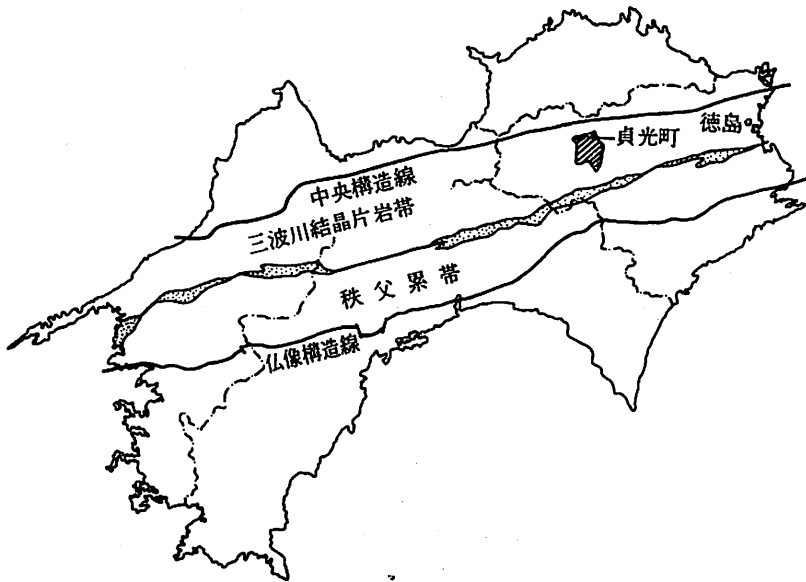 徳島
貞光町
中央構造線
三波川結晶片岩帯
秩父累帯
仏像構造線